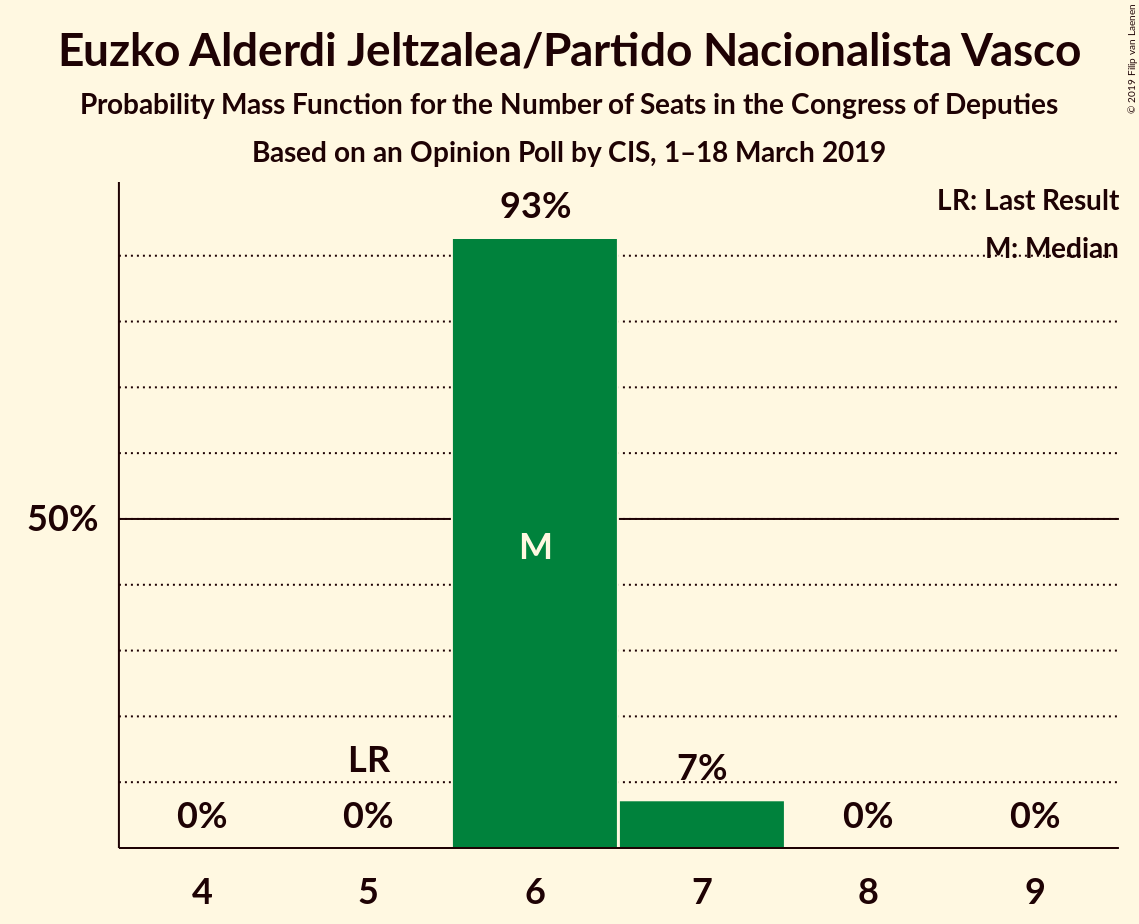 Euzko Alderdi Jeltzalea/Partido Nacionalista Vasco
Probability Mass Function for the Number of Seats in the Congress of Deputies
Based on an Opinion Poll by CIS, 1–18 March 2019
© 2019 Filip van Laenen
LR: Last Result
M: Median
93%
50%
M
LR
7%
0%
0%
0%
0%
4
5
6
7
8
9